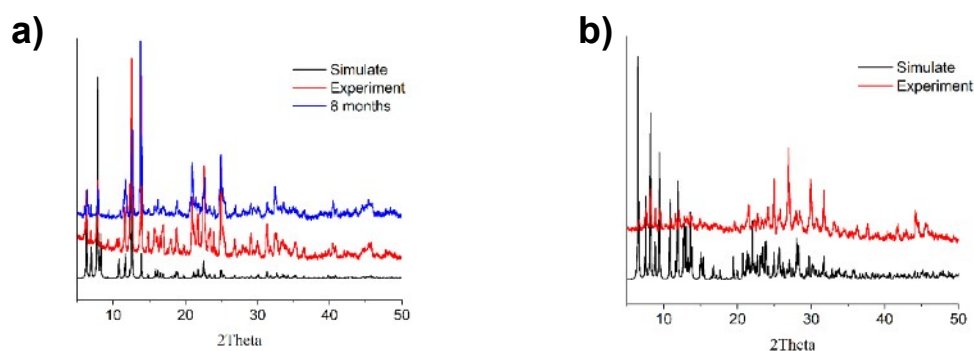 a)
Simulate
Experiment
8 months
10 20 30 40 50
2Theta
b)
Simulate
Experiment
10 20 30 40 50
2Theta